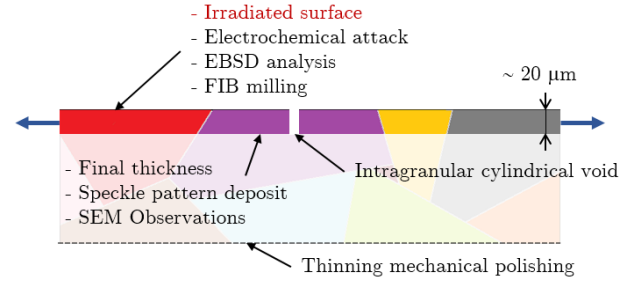 - Irradiated surface
- Electrochemical attack
- EBSD analysis
- FIB milling
~ 20 µm
- Final thickness
- Speckle pattern deposit
- SEM Observations
Intragranular cylindrical void
Thinning mechanical polishing